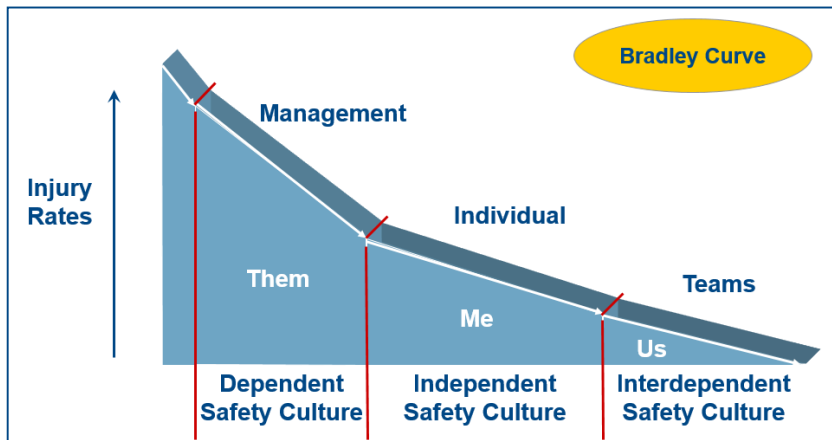 Bradley Curve
Management
Injury
Rates
Individual
Teams
Them
Me
Us
Dependent
Safety Culture
Independent
Safety Culture
Interdependent
Safety Culture